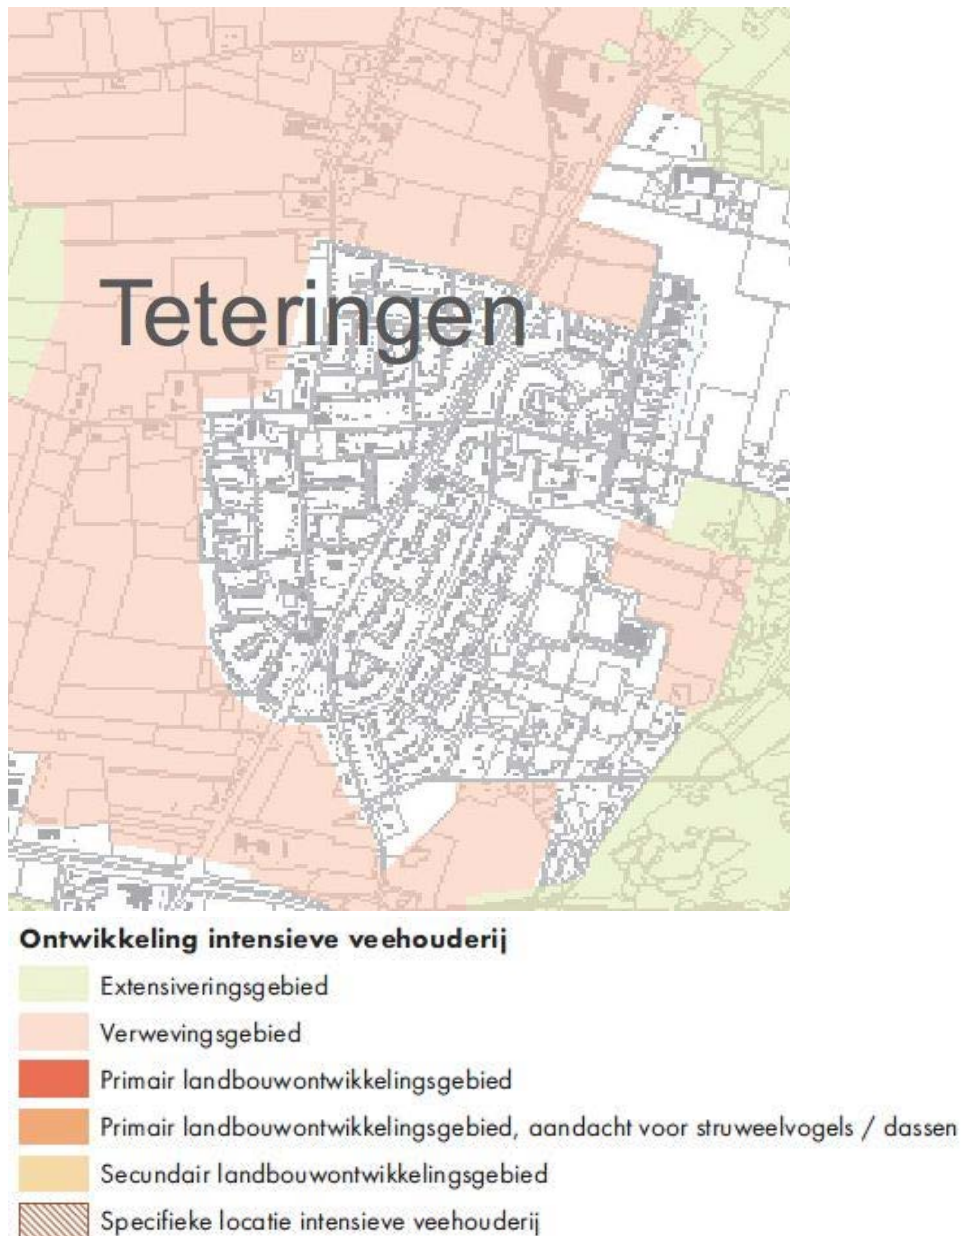 Teteringen
Ontwikkeling intensieve veehouderij
Extensiveringsgebied
Verwevingsgebied
Primair landbouwontwikkelingsgebied
Primair landbouwontwikkelingsgebied, aandacht voor struweelvogels / dassen
Secundair landbouwontwikkelingsgebied
Specifieke locatie intensieve veehouderij